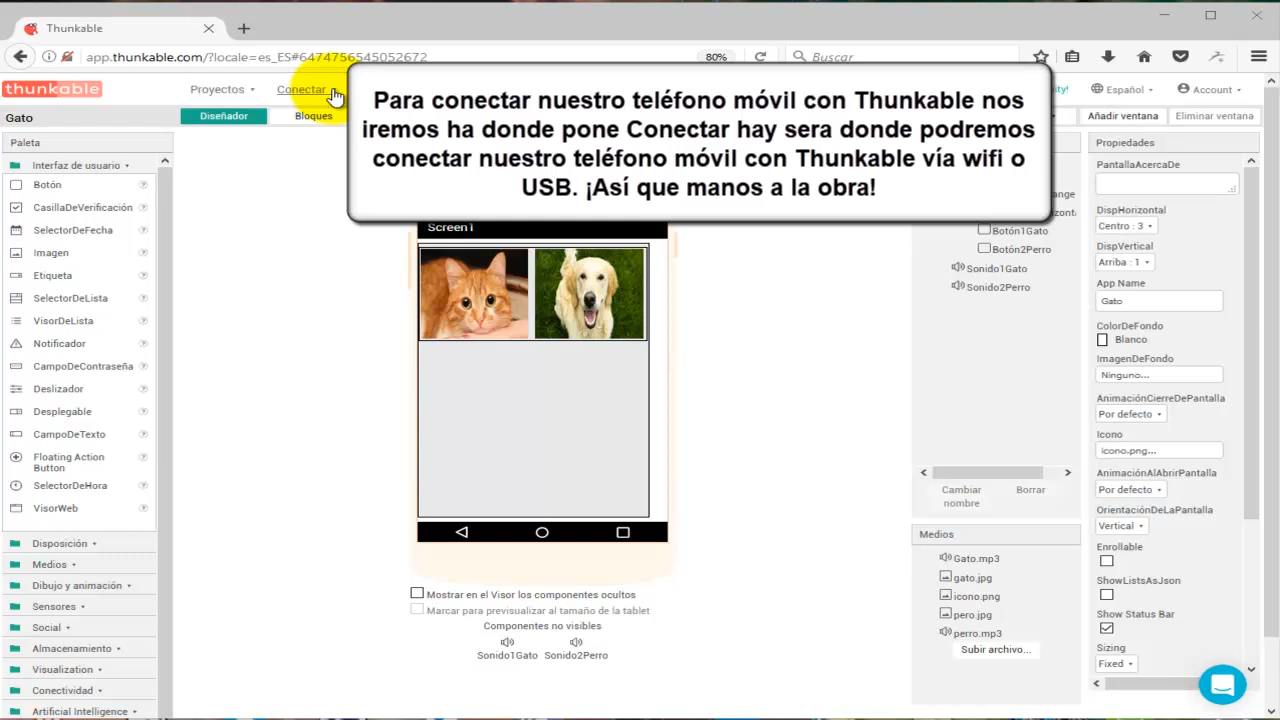 Thunkable
app.thunkable.com/?locale=es_ES#6474756545052672
80%
Buscar
thunkable
Proyectos
Conectar
Español
Account
Para conectar nuestro teléfono móvil con Thunkable nos
iremos ha donde pone Conectar hay sera donde podremos
conectar nuestro teléfono móvil con Thunkable vía wifi o
USB. ¡Así que manos a la obra!
Gato
Diseñador
Bloques
Añadir ventana
Eliminar ventana
Paleta
Interfaz de usuario
Botón
CasillaDeVerificación
SelectorDeFecha
Imagen
Etiqueta
SelectorDeLista
VisorDeLista
Notificador
CampoDeContraseña
Deslizador
Desplegable
CampoDeTexto
Floating Action
Button
SelectorDeHora
VisorWeb
Disposición
Medios
Dibujo y animación
Sensores
Social
Almacenamiento
Visualization
Conectividad
Artificial Intelligence
Screen1
Mostrar en el Visor los componentes ocultos
Marcar para previsualizar al tamaño de la tablet
Componentes no visibles
Sonido1Gato Sonido2Perro
Botón1Gato
Botón2Perro
Sonido1Gato
Sonido2Perro
Cambiar
nombre
Borrar
Medios
Gato.mp3
gato.jpg
icono.png
pero.jpg
perro.mp3
Subir archivo...
Propiedades
PantallaAcercaDe
DispHorizontal
Centro : 3
DispVertical
Arriba : 1
App Name
Gato
ColorDeFondo
Blanco
ImagenDeFondo
Ninguno...
AnimaciónCierreDePantalla
Por defecto
Icono
icono.png...
AnimaciónAlAbrirPantalla
Por defecto
OrientaciónDeLaPantalla
Vertical
Enrollable
ShowListsAsJson
Show Status Bar
Sizing
Fixed